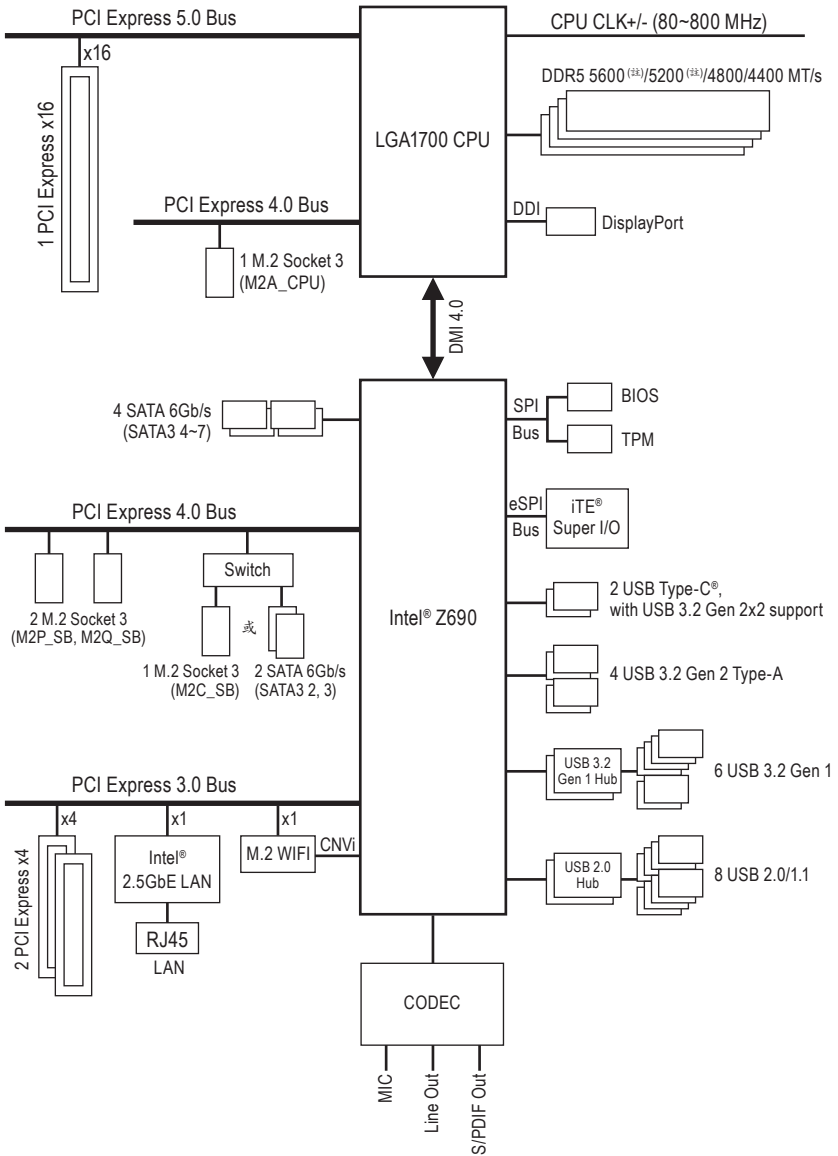 PCI Express 5.0 Bus
CPU CLK+/- (80~800 MHz)
x16
1 PCI Express x16
LGA1700 CPU
DDR5 5600(註)/5200(註)/4800/4400 MT/s
PCI Express 4.0 Bus
1 M.2 Socket 3
(M2A_CPU)
DDI
DisplayPort
DMI 4.0
4 SATA 6Gb/s
(SATA3 4~7)
SPI
Bus
BIOS
TPM
PCI Express 4.0 Bus
eSPI
Bus
iTE®
Super I/O
2 M.2 Socket 3
(M2P_SB, M2Q_SB)
Switch
或
1 M.2 Socket 3
(M2C_SB)
2 SATA 6Gb/s
(SATA3 2, 3)
Intel® Z690
2 USB Type-C®,
with USB 3.2 Gen 2x2 support
4 USB 3.2 Gen 2 Type-A
USB 3.2
Gen 1 Hub
6 USB 3.2 Gen 1
PCI Express 3.0 Bus
x4
x1
x1
2 PCI Express x4
Intel®
2.5GbE LAN
M.2 WIFI
CNVi
RJ45
LAN
USB 2.0
Hub
8 USB 2.0/1.1
CODEC
MIC
Line Out
S/PDIF Out